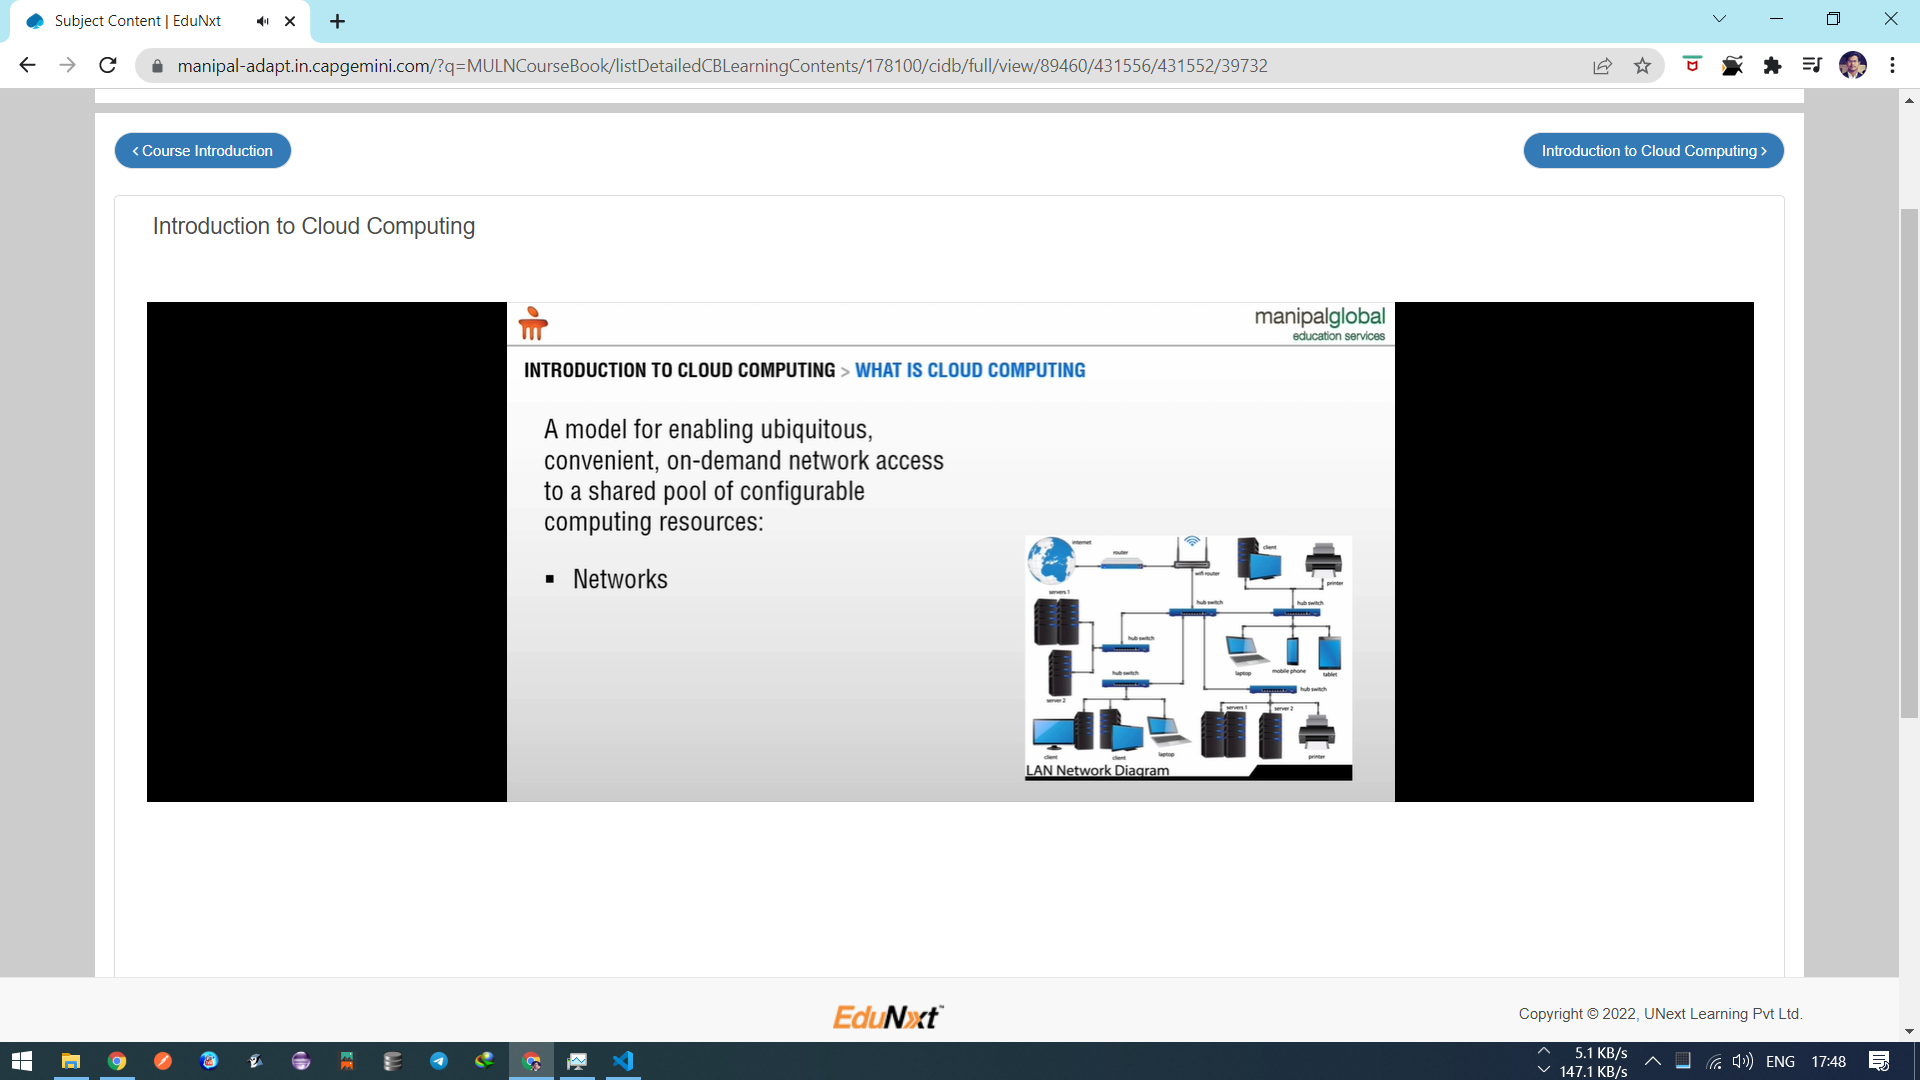 Subject Content | EduNxt
manipal-adapt.in.capgemini.com/?q=MULNCourseBook/listDetailedCBLearningContents/178100/cidb/full/view/89460/431556/431552/39732
‹ Course Introduction
Introduction to Cloud Computing ›
Introduction to Cloud Computing
manipalglobal
education services
INTRODUCTION TO CLOUD COMPUTING > WHAT IS CLOUD COMPUTING
A model for enabling ubiquitous,
convenient, on-demand network access
to a shared pool of configurable
computing resources:
▪ Networks
internet
router
wifi router
client
printer
servers 1
hub switch
hub switch
hub switch
laptop
mobile phone
tablet
hub switch
server 2
hub switch
servers 1
server 2
client
client
laptop
printer
LAN Network Diagram
EduNxt™
Copyright © 2022, UNext Learning Pvt Ltd.
5.1 KB/s
147.1 KB/s
ENG
17:48